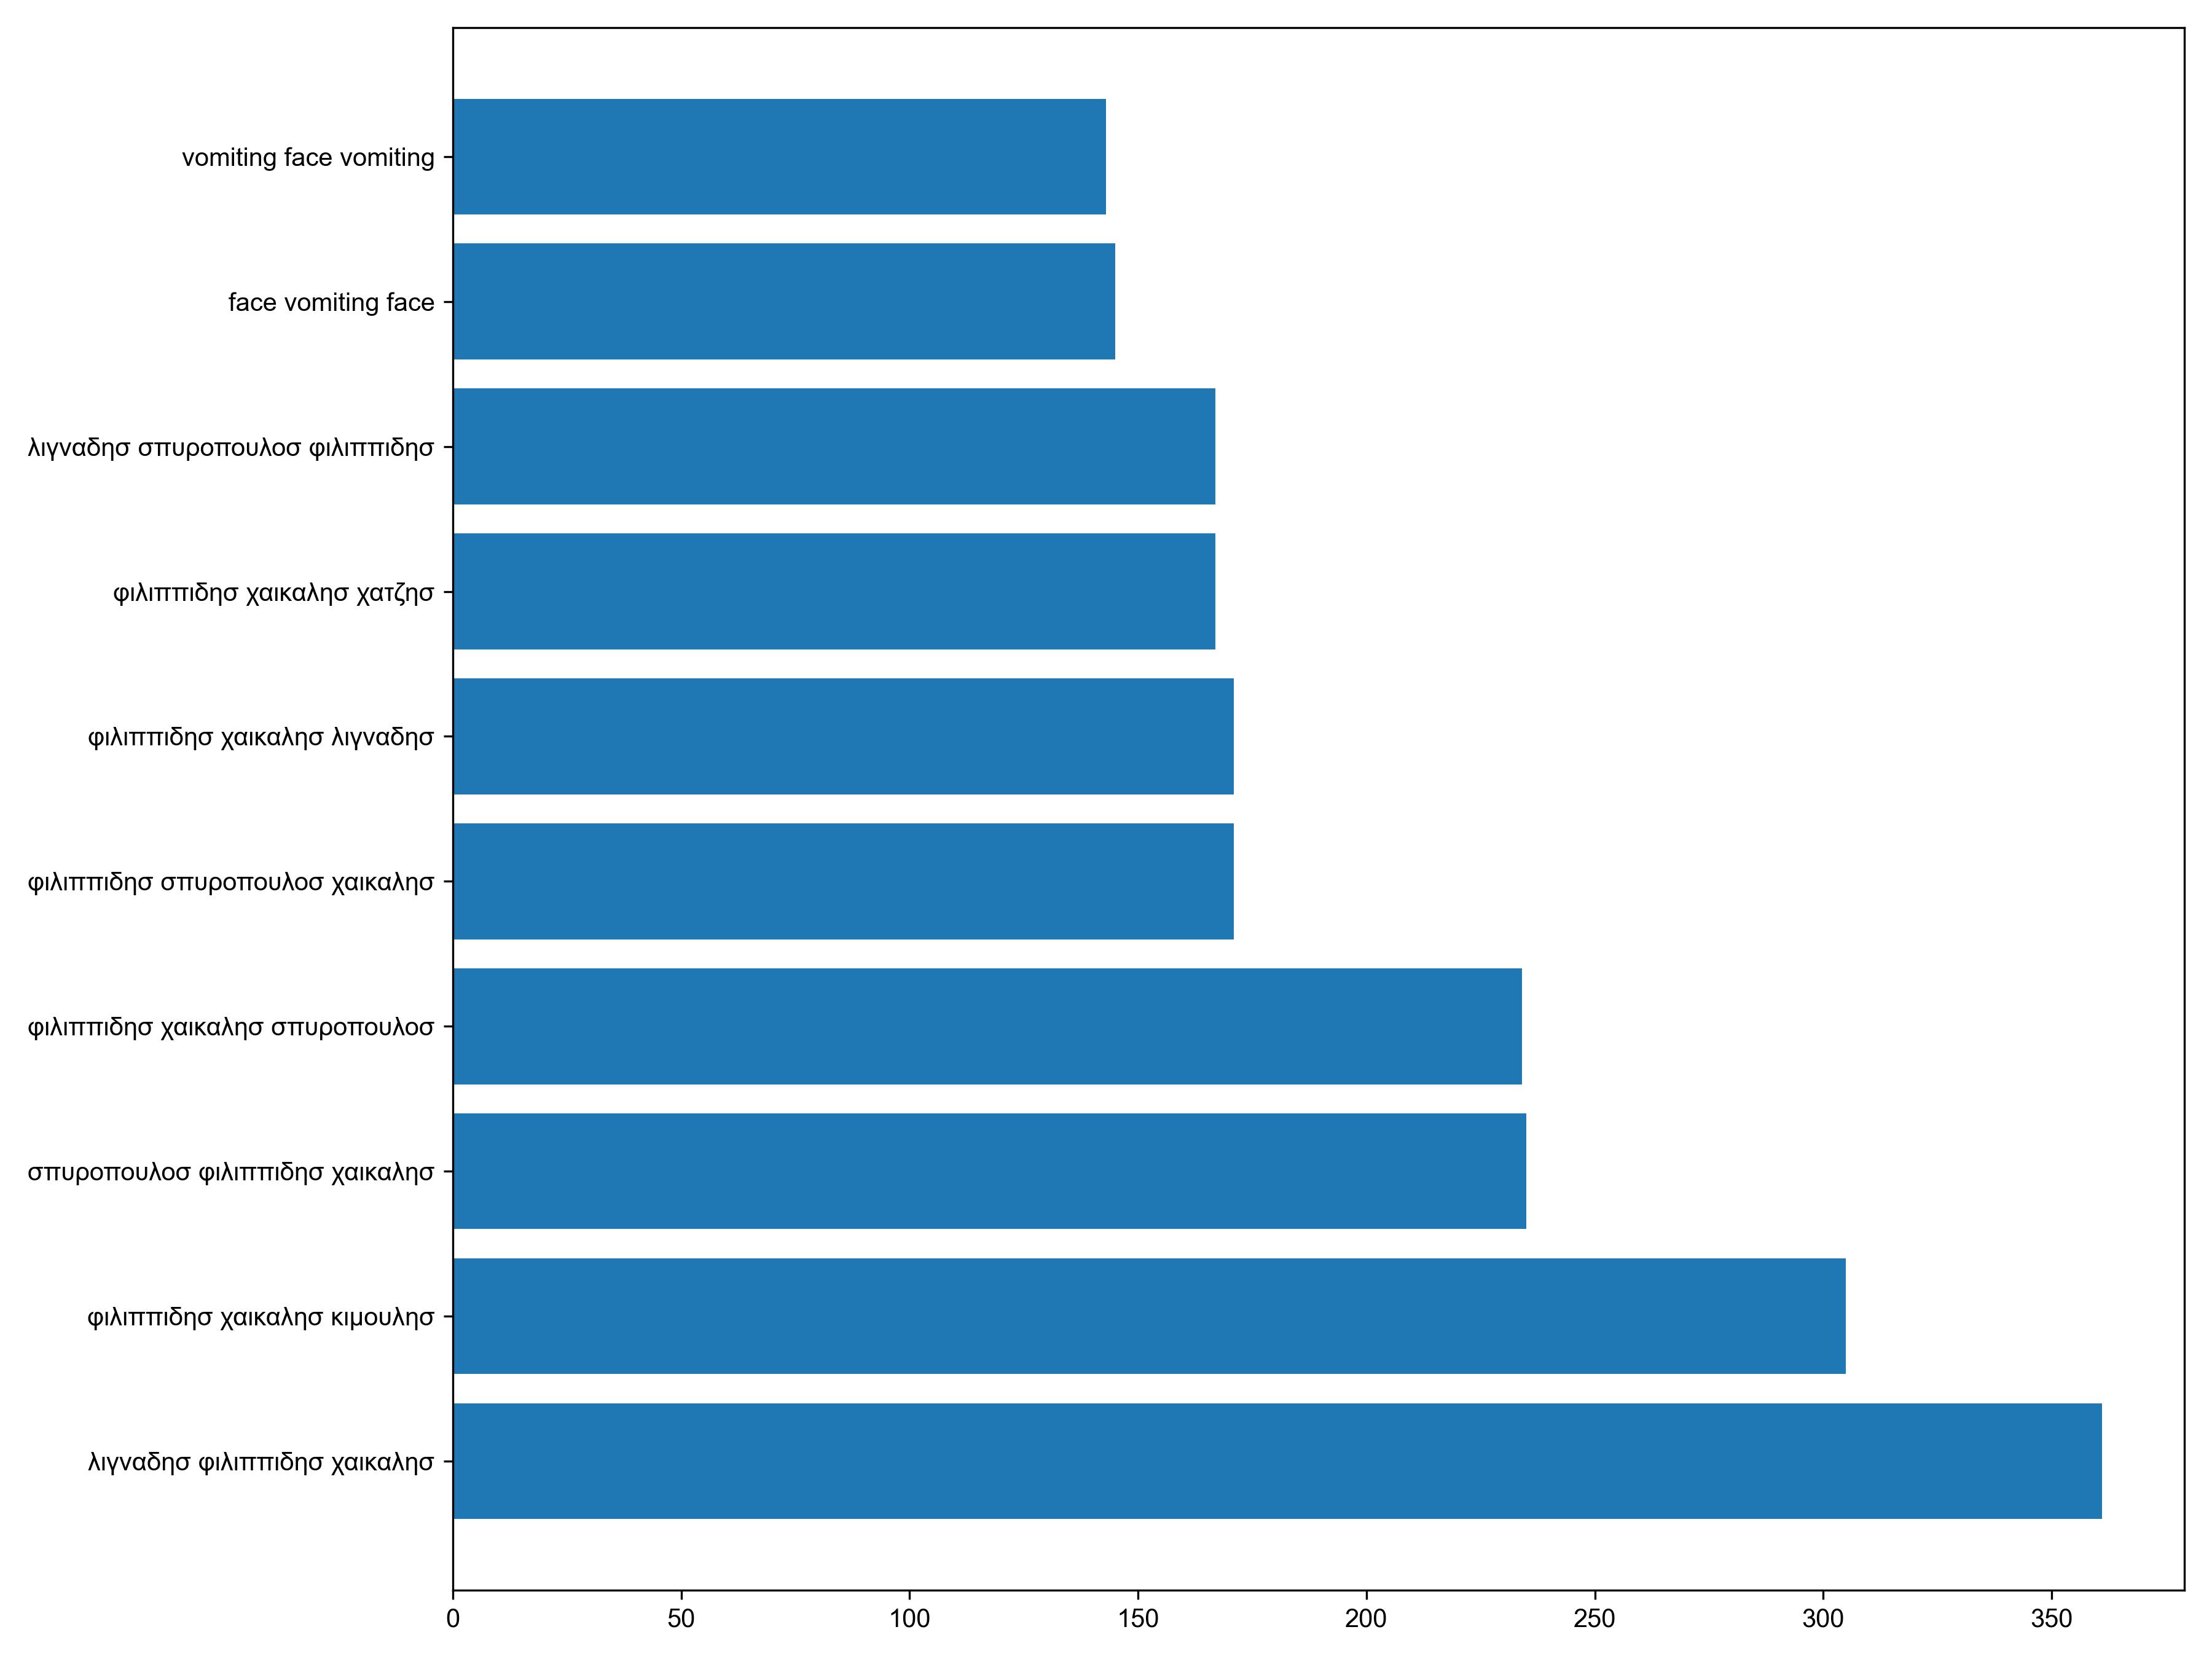 vomiting face vomiting
face vomiting face
λιγναδησ σπυροπουλοσ φιλιππιδησ
φιλιππιδησ χαικαλησ χατζησ
φιλιππιδησ χαικαλησ λιγναδησ
φιλιππιδησ σπυροπουλοσ χαικαλησ
φιλιππιδησ χαικαλησ σπυροπουλοσ
σπυροπουλοσ φιλιππιδησ χαικαλησ
φιλιππιδησ χαικαλησ κιμουλησ
λιγναδησ φιλιππιδησ χαικαλησ
0 50 100 150 200 250 300 350